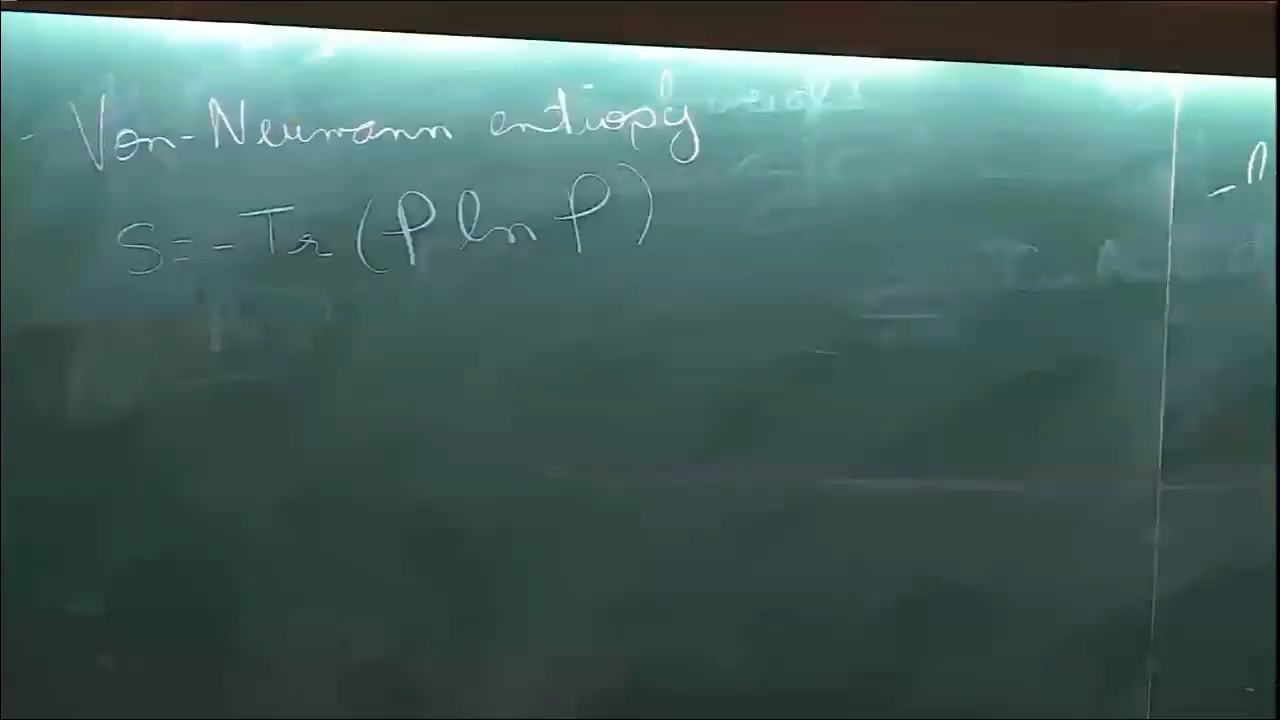 - Von-Neumann entropy
S = -Tr (ρ ln ρ)